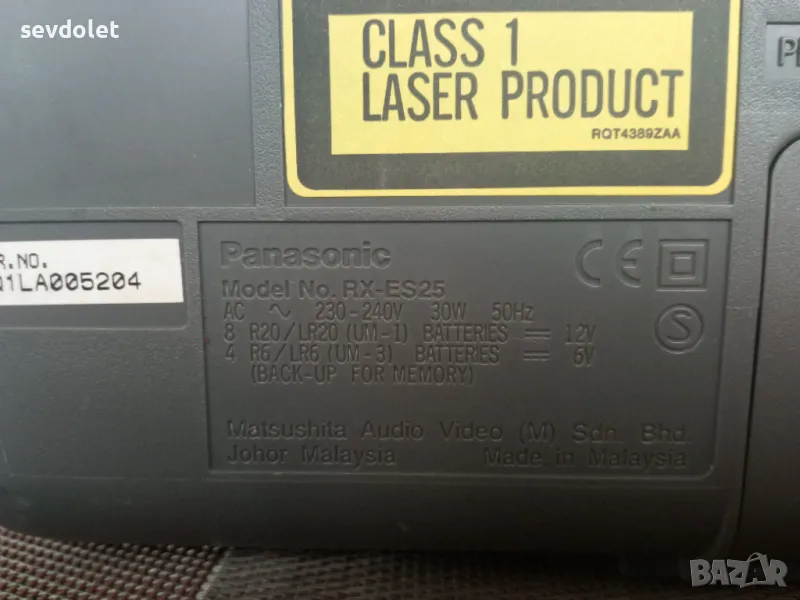 sevdolet
CLASS 1
LASER PRODUCT
RQT4389ZAA
R.NO.
1LA005204
Panasonic
Model No. RX-ES25
AC ∿ 230-240V 30W 50Hz
8 R20/LR20 (UM-1) BATTERIES ⎓ 12V
4 R6/LR6 (UM-3) BATTERIES ⎓ 6V
(BACK-UP FOR MEMORY)
CE
S
Matsushita Audio Video (M) Sdn. Bhd.
Johor Malaysia Made in Malaysia
BAZAR